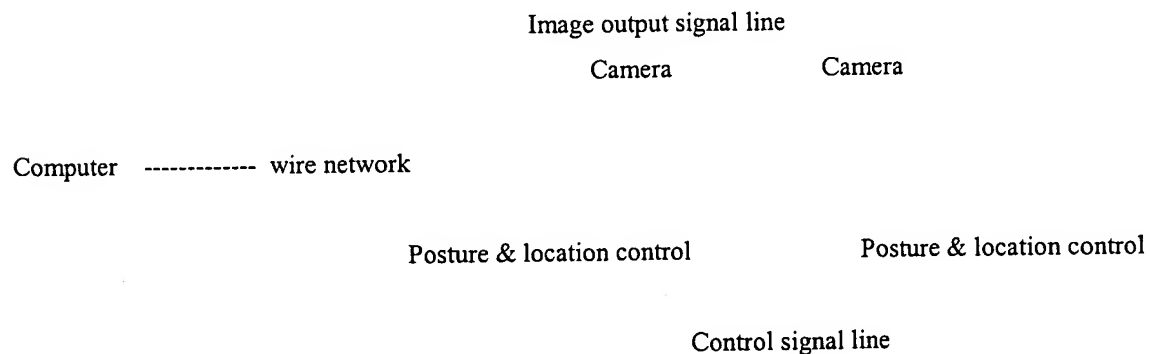 Image output signal line
Camera Camera
Computer ------------- wire network
Posture & location control Posture & location control
Control signal line